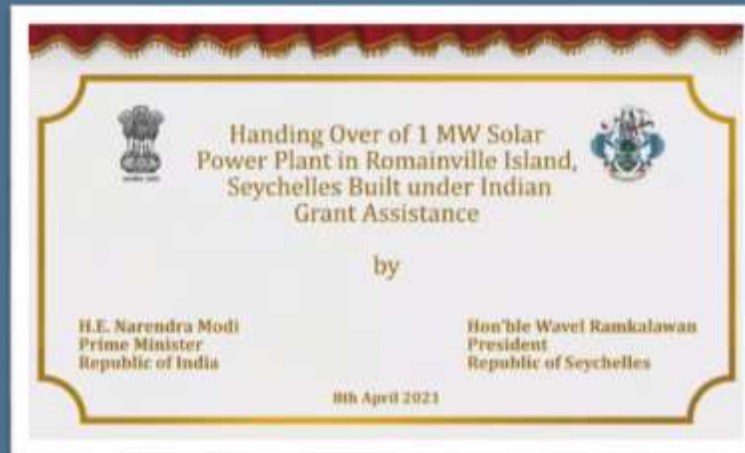 Handing Over of 1 MW Solar
Power Plant in Romainville Island,
Seychelles Built under Indian
Grant Assistance
by
H.E. Narendra Modi
Prime Minister
Republic of India
Hon'ble Wavel Ramkalawan
President
Republic of Seychelles
8th April 2021